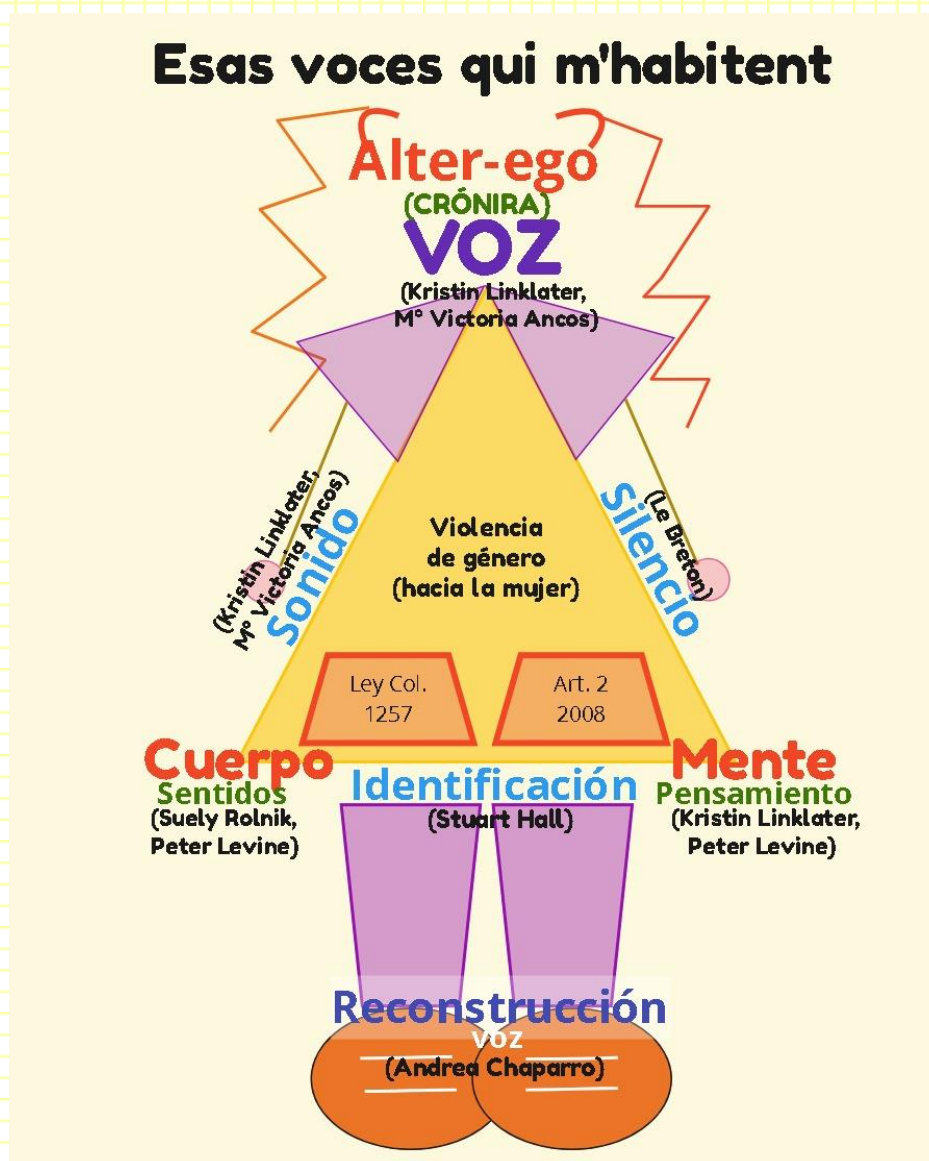 Esas voces qui m'habitent
Alter-ego
(CRÓNIRA)
VOZ
(Kristin Linklater,
Mº Victoria Ancos)
(Kristin Linklater,
Mº Victoria Ancos)
Sonido
Violencia
de género
(hacia la mujer)
Silencio
(Le Breton)
Ley Col.
1257
Art. 2
2008
Cuerpo
Sentidos
(Suely Rolnik,
Peter Levine)
Identificación
(Stuart Hall)
Mente
Pensamiento
(Kristin Linklater,
Peter Levine)
Reconstrucción
voz
(Andrea Chaparro)